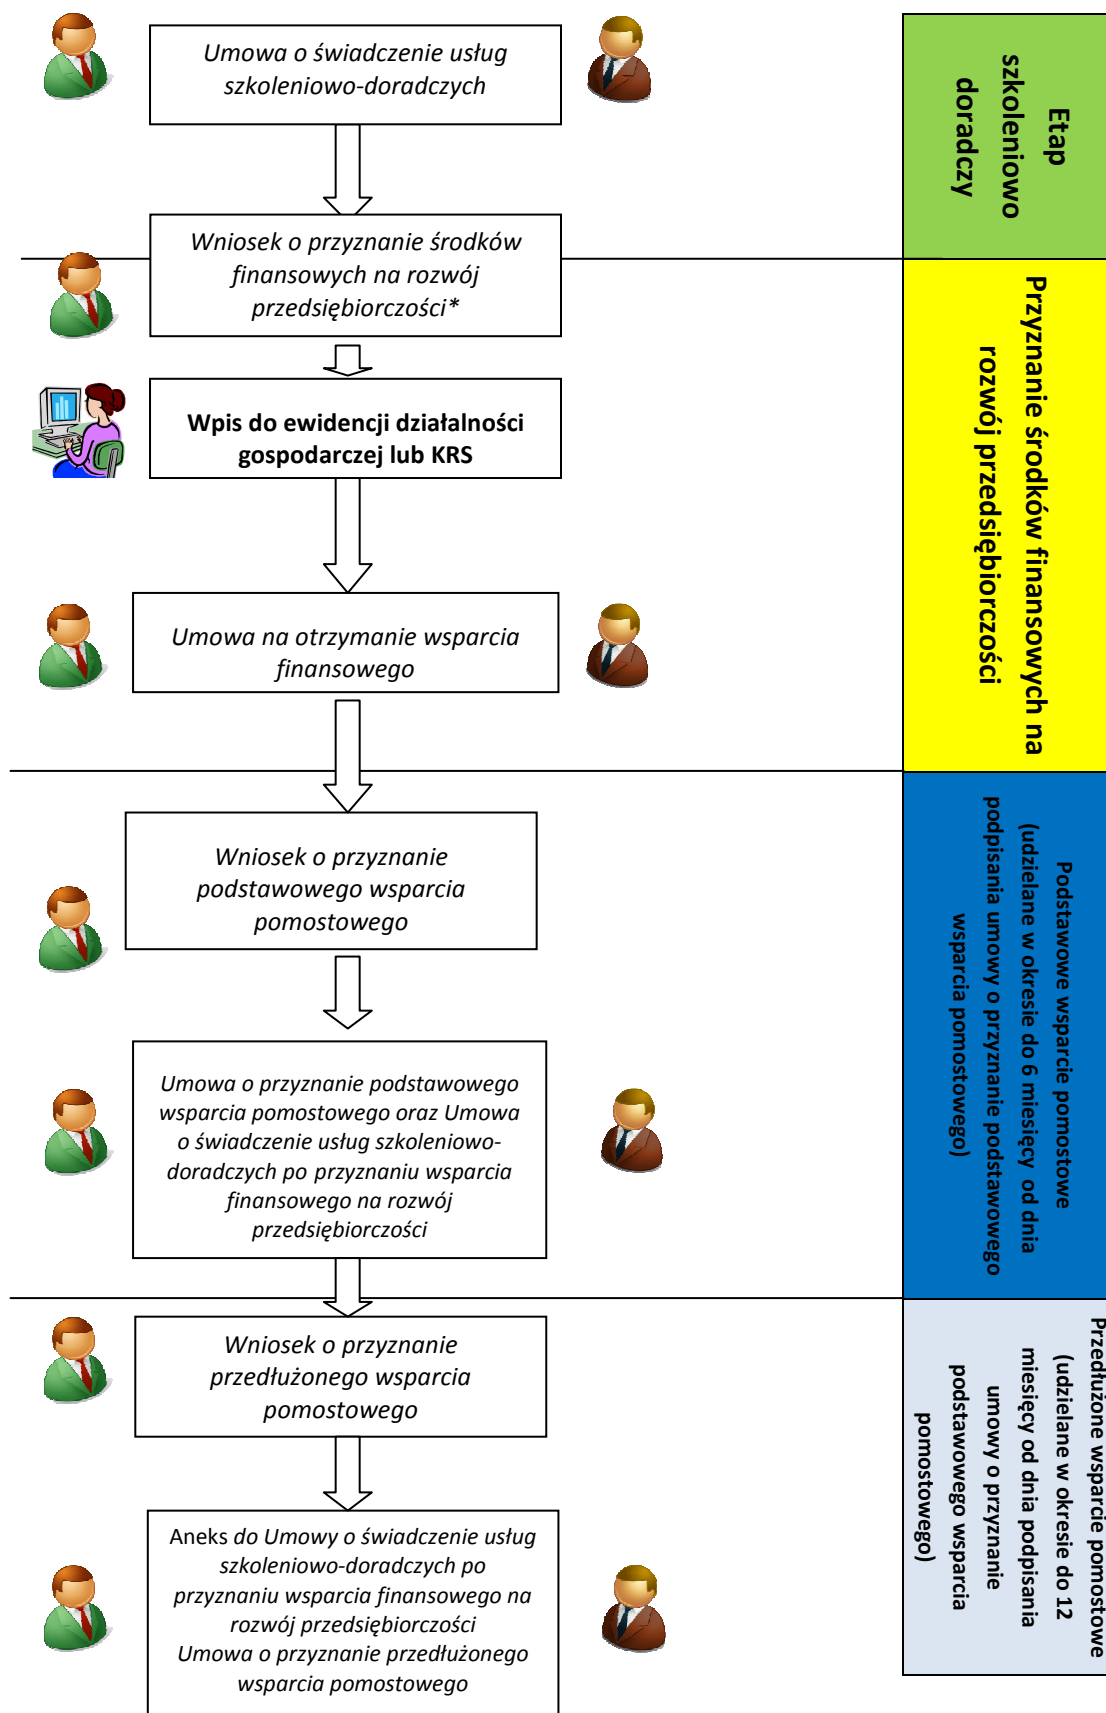 Umowa o świadczenie usług
szkoleniowo-doradczych
Etap
szkoleniowo
doradczy
Wniosek o przyznanie środków
finansowych na rozwój
przedsiębiorczości*
Wpis do ewidencji działalności
gospodarczej lub KRS
Umowa na otrzymanie wsparcia
finansowego
Przyznanie środków finansowych na
rozwój przedsiębiorczości
Wniosek o przyznanie
podstawowego wsparcia
pomostowego
Umowa o przyznanie podstawowego
wsparcia pomostowego oraz Umowa
o świadczenie usług szkoleniowo-
doradczych po przyznaniu wsparcia
finansowego na rozwój
przedsiębiorczości
Podstawowe wsparcie pomostowe
(udzielane w okresie do 6 miesięcy od dnia
podpisania umowy o przyznanie podstawowego
wsparcia pomostowego)
Wniosek o przyznanie
przedłużonego wsparcia
pomostowego
Aneks do Umowy o świadczenie usług
szkoleniowo-doradczych po
przyznaniu wsparcia finansowego na
rozwój przedsiębiorczości
Umowa o przyznanie przedłużonego
wsparcia pomostowego
Przedłużone wsparcie pomostowe
(udzielane w okresie do 12
miesięcy od dnia podpisania
umowy o przyznanie
podstawowego wsparcia
pomostowego)